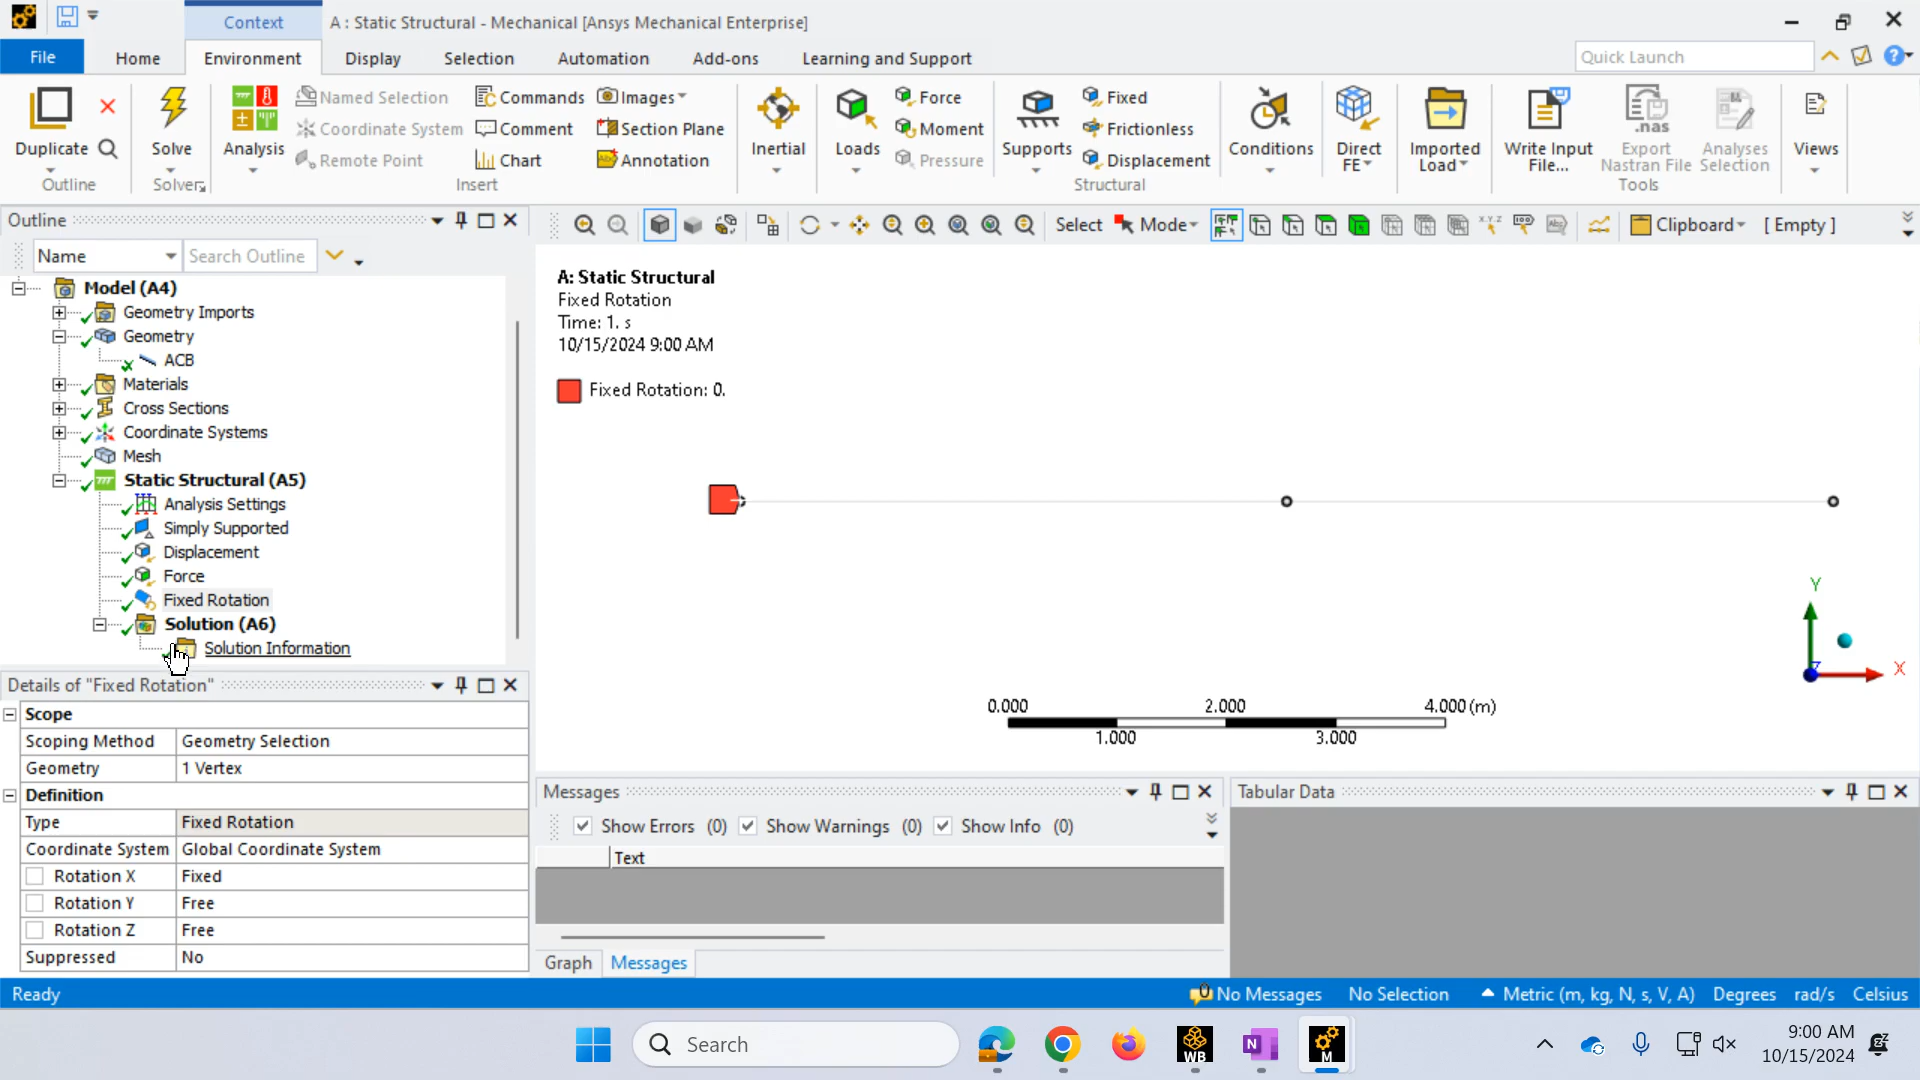 Context
A : Static Structural - Mechanical [Ansys Mechanical Enterprise]
File
Home
Environment
Display
Selection
Automation
Add-ons
Learning and Support
Quick Launch
Duplicate
Outline
Solve
Solver
Analysis
Named Selection
Coordinate System
Remote Point
Commands
Comment
Chart
Images
Section Plane
Annotation
Insert
Inertial
Loads
Force
Moment
Pressure
Supports
Fixed
Frictionless
Displacement
Structural
Conditions
Direct
FE
Imported
Load
Write Input
File...
.nas
Export
Nastran File
Analyses
Selection
Tools
Views
Outline
Name
Search Outline
Select
Mode
Clipboard
[ Empty ]
Model (A4)
Geometry Imports
Geometry
ACB
Materials
Cross Sections
Coordinate Systems
Mesh
Static Structural (A5)
Analysis Settings
Simply Supported
Displacement
Force
Fixed Rotation
Solution (A6)
Solution Information
A: Static Structural
Fixed Rotation
Time: 1. s
10/15/2024 9:00 AM
Fixed Rotation: 0.
Y
X
Z
0.000
2.000
4.000 (m)
1.000
3.000
Details of "Fixed Rotation"
Scope
Scoping Method
Geometry Selection
Geometry
1 Vertex
Definition
Type
Fixed Rotation
Coordinate System
Global Coordinate System
Rotation X
Fixed
Rotation Y
Free
Rotation Z
Free
Suppressed
No
Messages
Show Errors (0)
Show Warnings (0)
Show Info (0)
Text
Graph
Messages
Tabular Data
Ready
No Messages
No Selection
Metric (m, kg, N, s, V, A)
Degrees
rad/s
Celsius
Search
WB
N
M
9:00 AM
10/15/2024